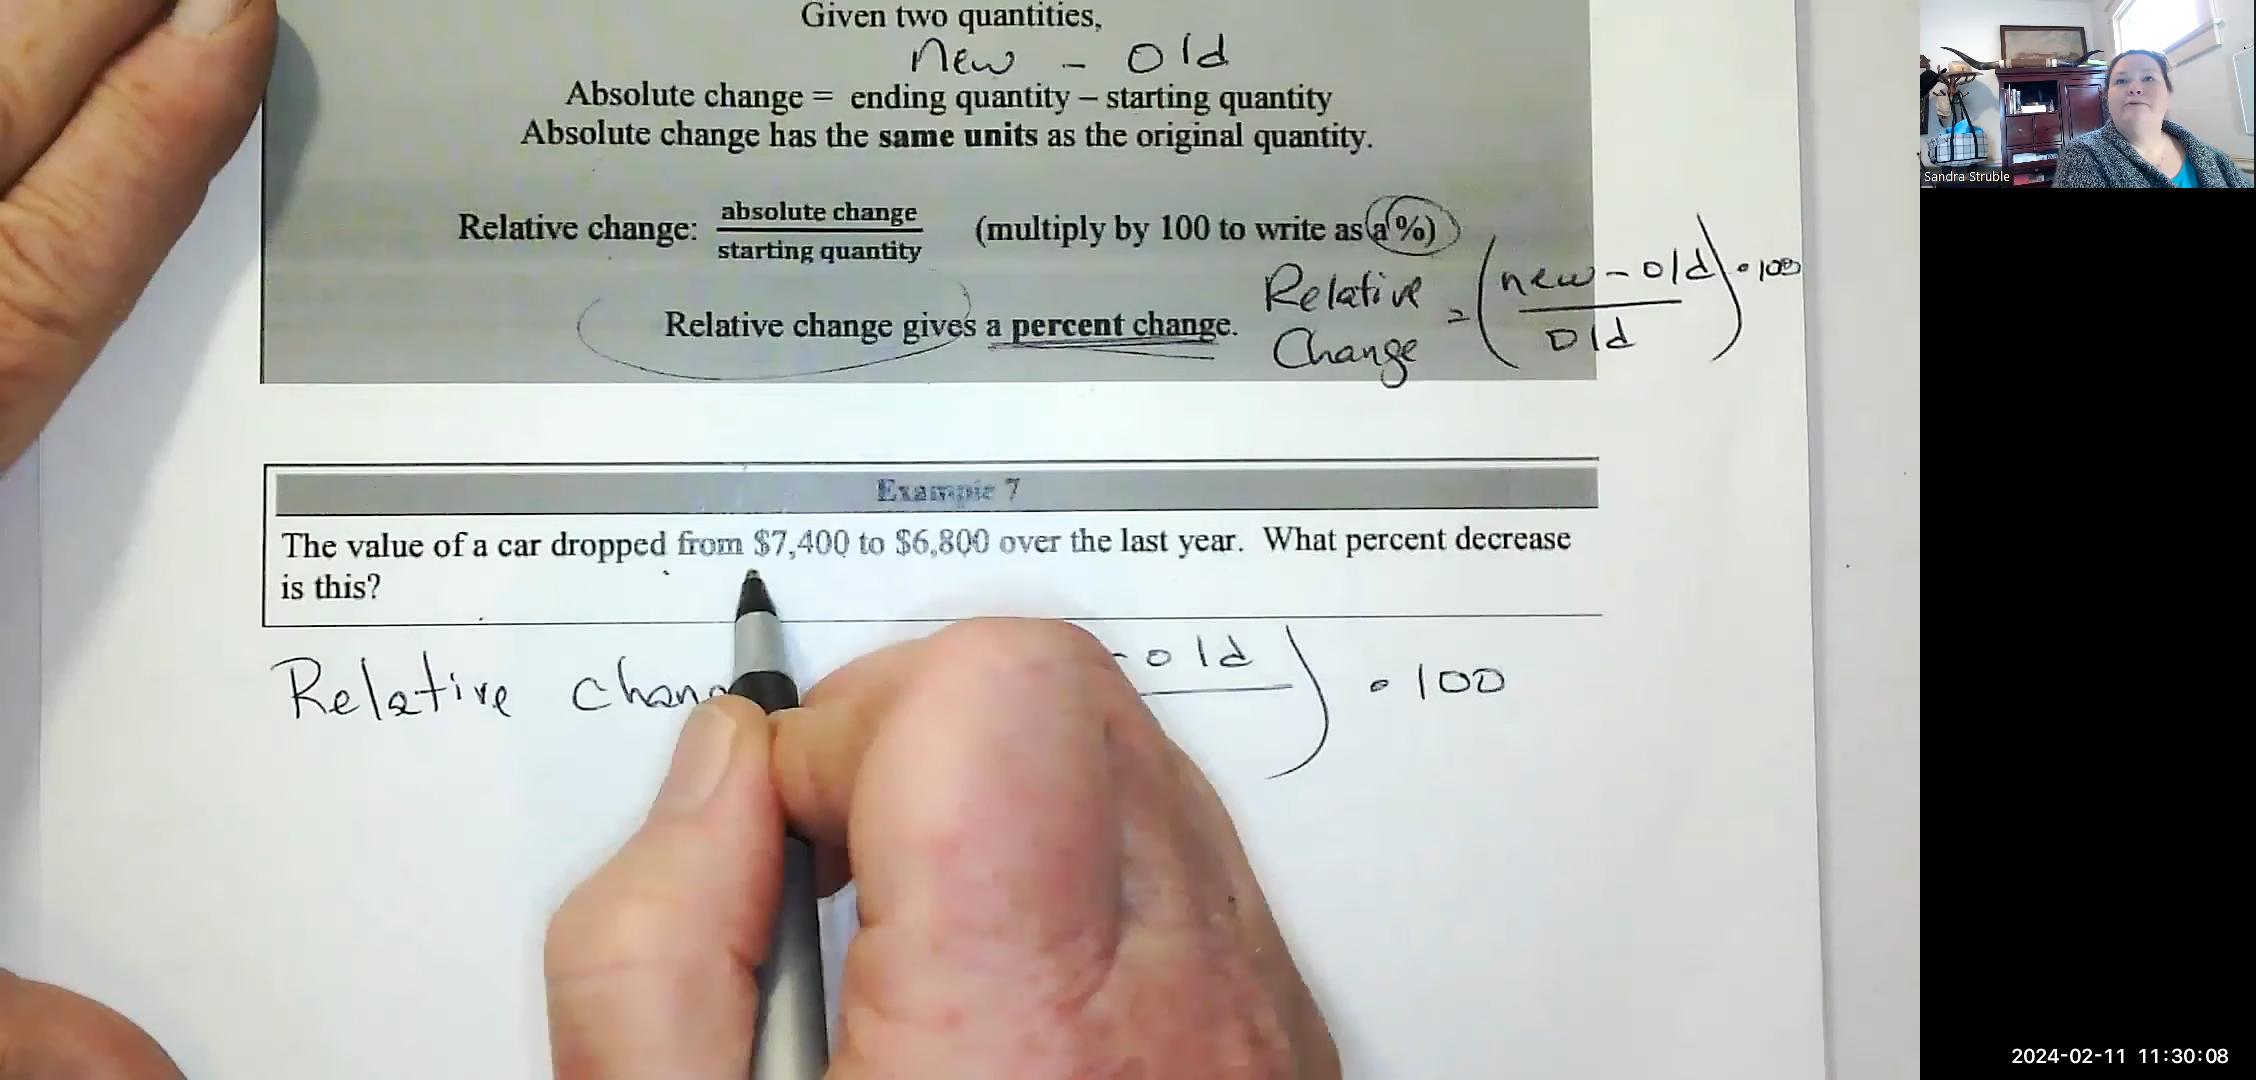 Given two quantities,
new - old
Absolute change = ending quantity – starting quantity
Absolute change has the same units as the original quantity.
Relative change: absolute change / starting quantity (multiply by 100 to write as a %)
Relative Change = (new - old / old) • 100
Relative change gives a percent change.
Example 7
The value of a car dropped from $7,400 to $6,800 over the last year. What percent decrease
is this?
Relative chan - old ) • 100
Sandra Struble
2024-02-11 11:30:08